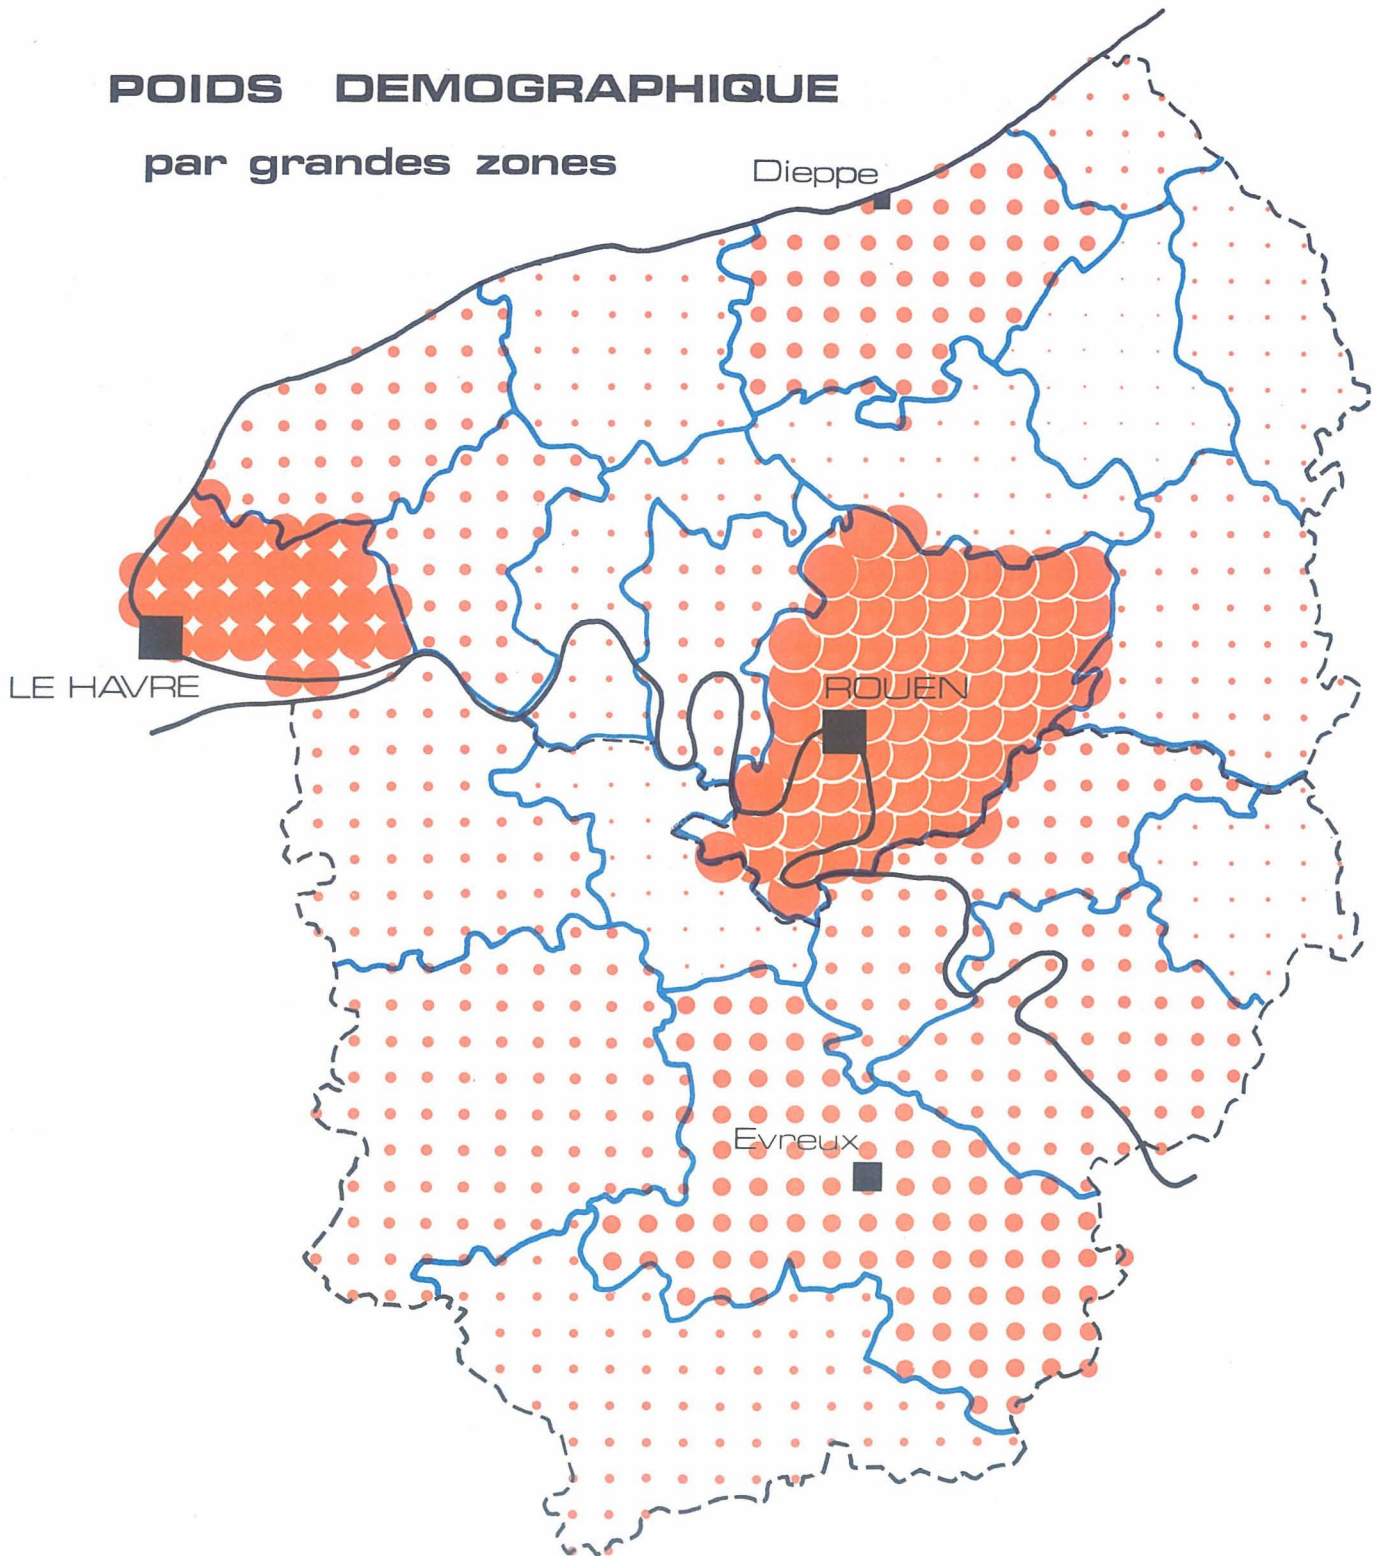 POIDS DEMOGRAPHIQUE
par grandes zones
Dieppe
LE HAVRE
ROUEN
Evreux